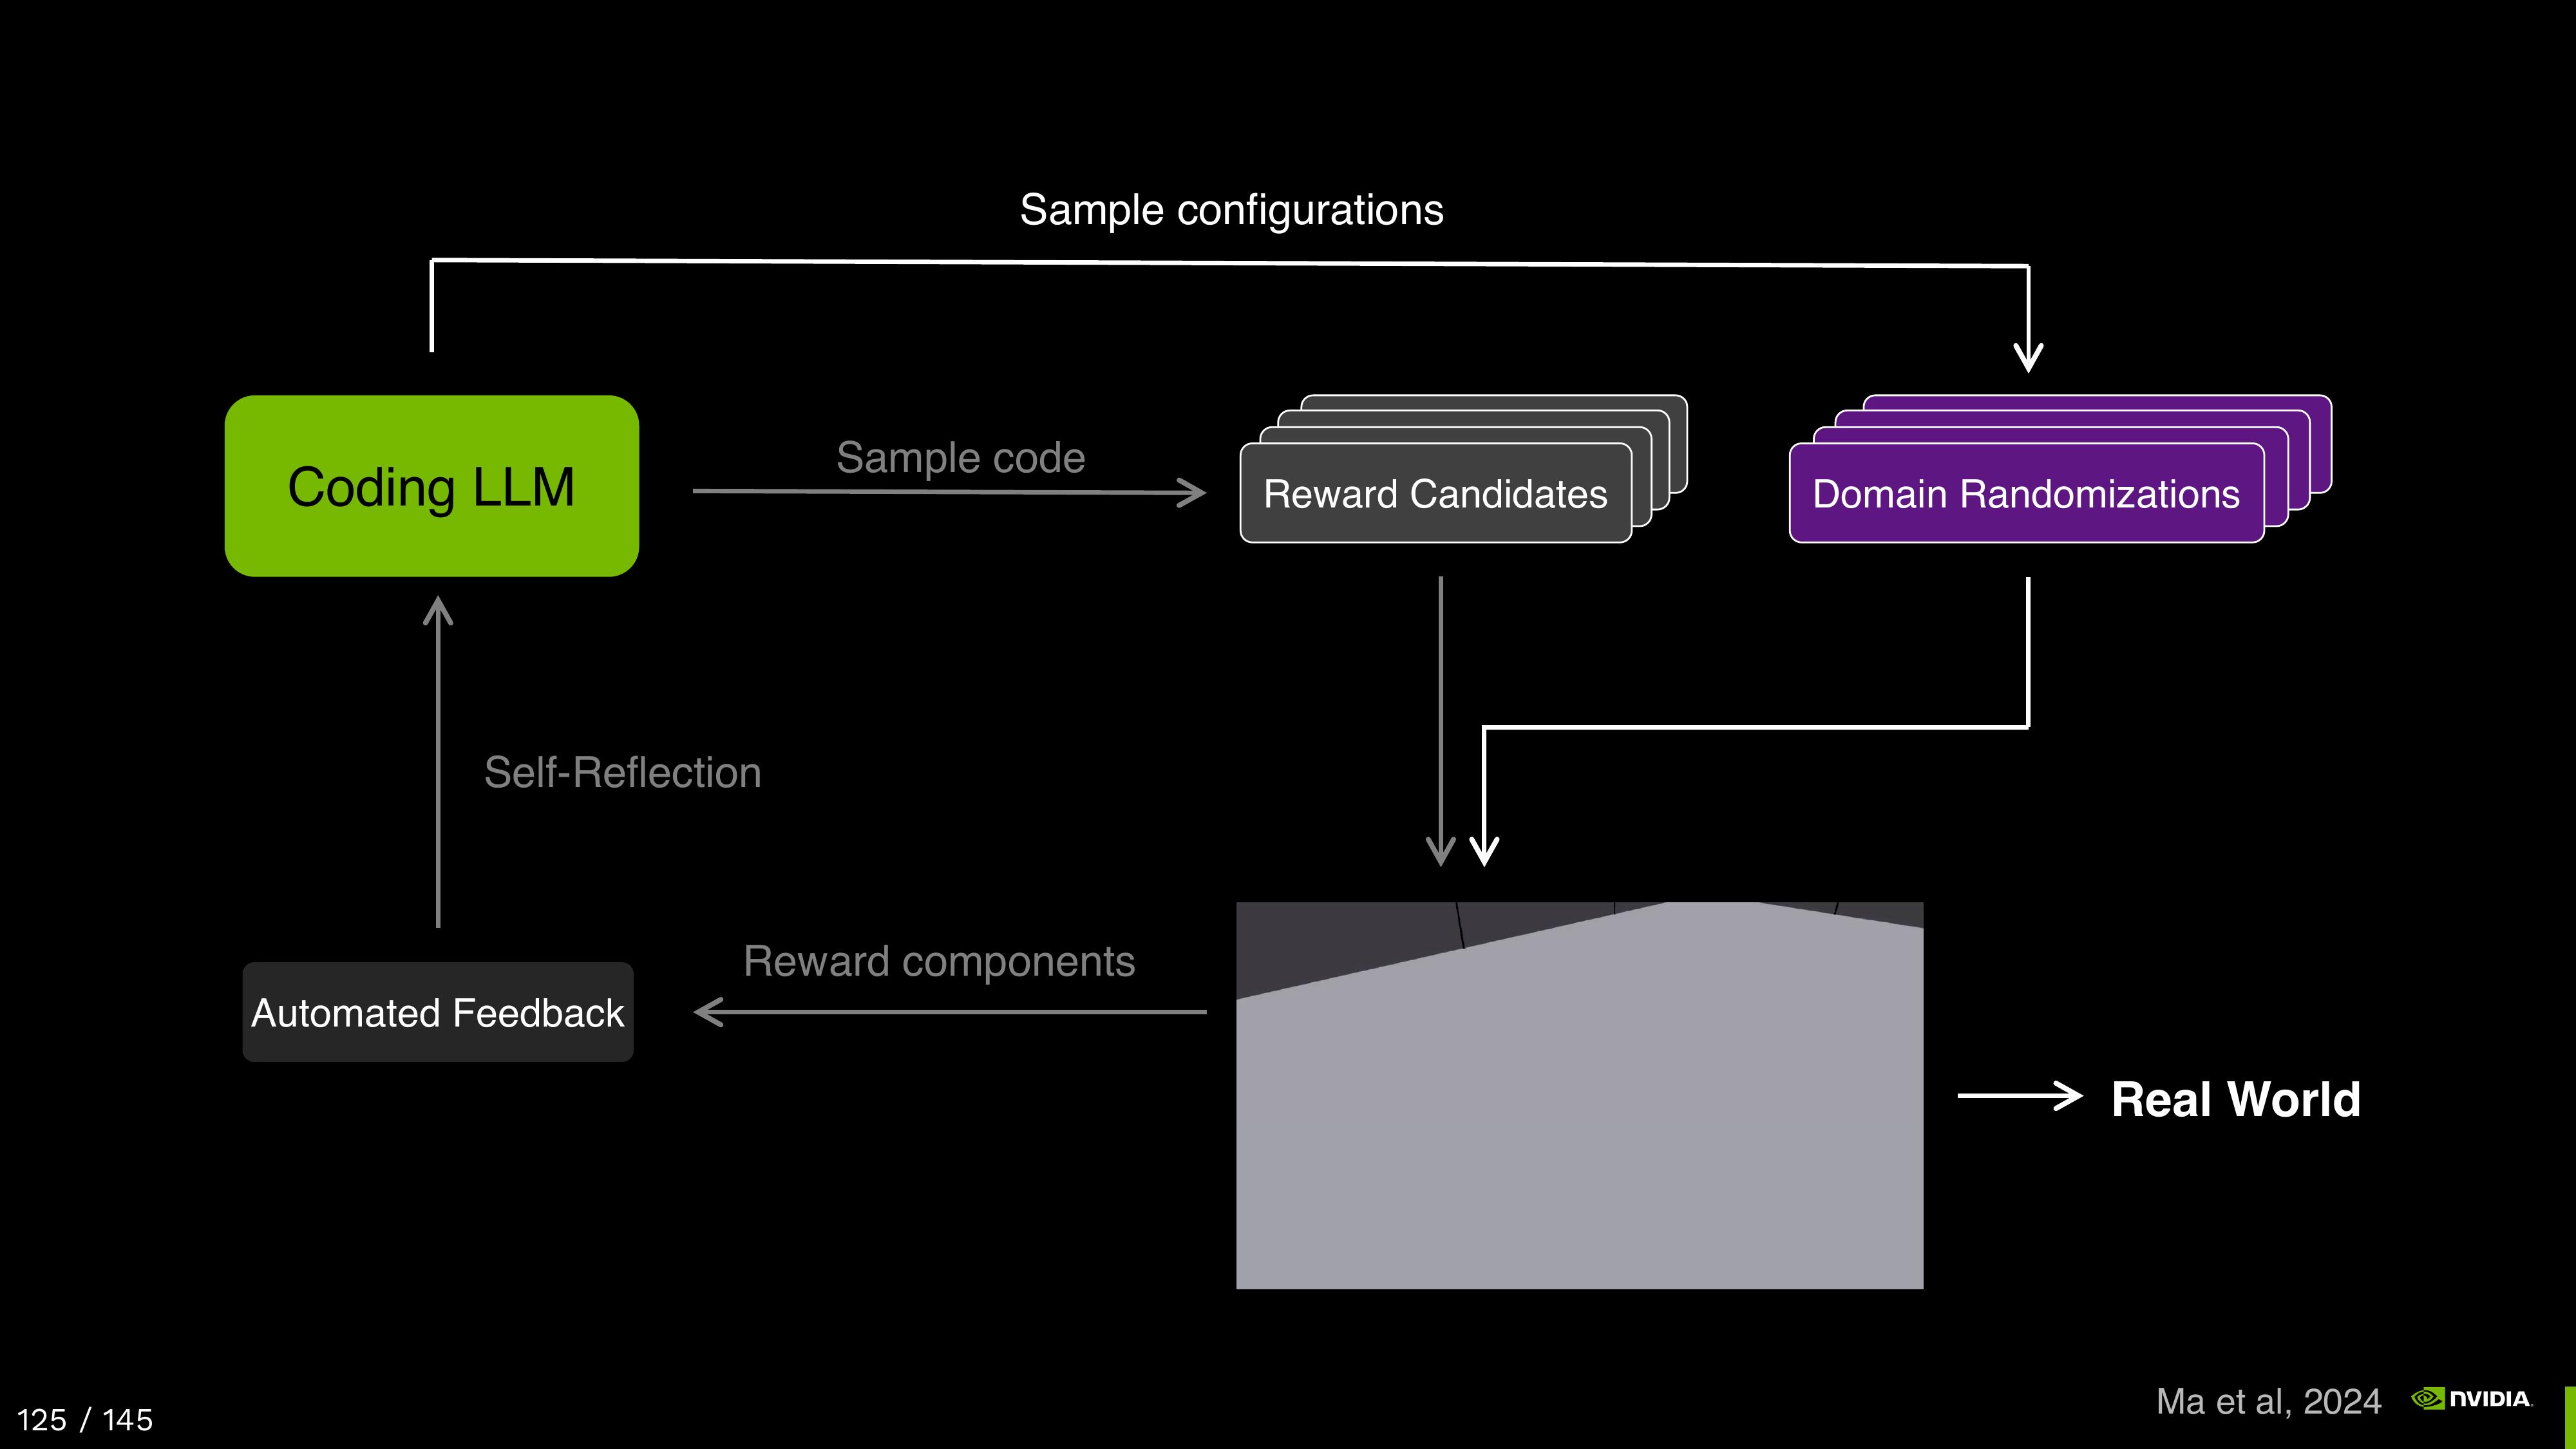 Sample configurations
Coding LLM
Sample code
Reward Candidates
Domain Randomizations
Self-Reflection
Reward components
Automated Feedback
Real World
125 / 145
Ma et al, 2024
NVIDIA.